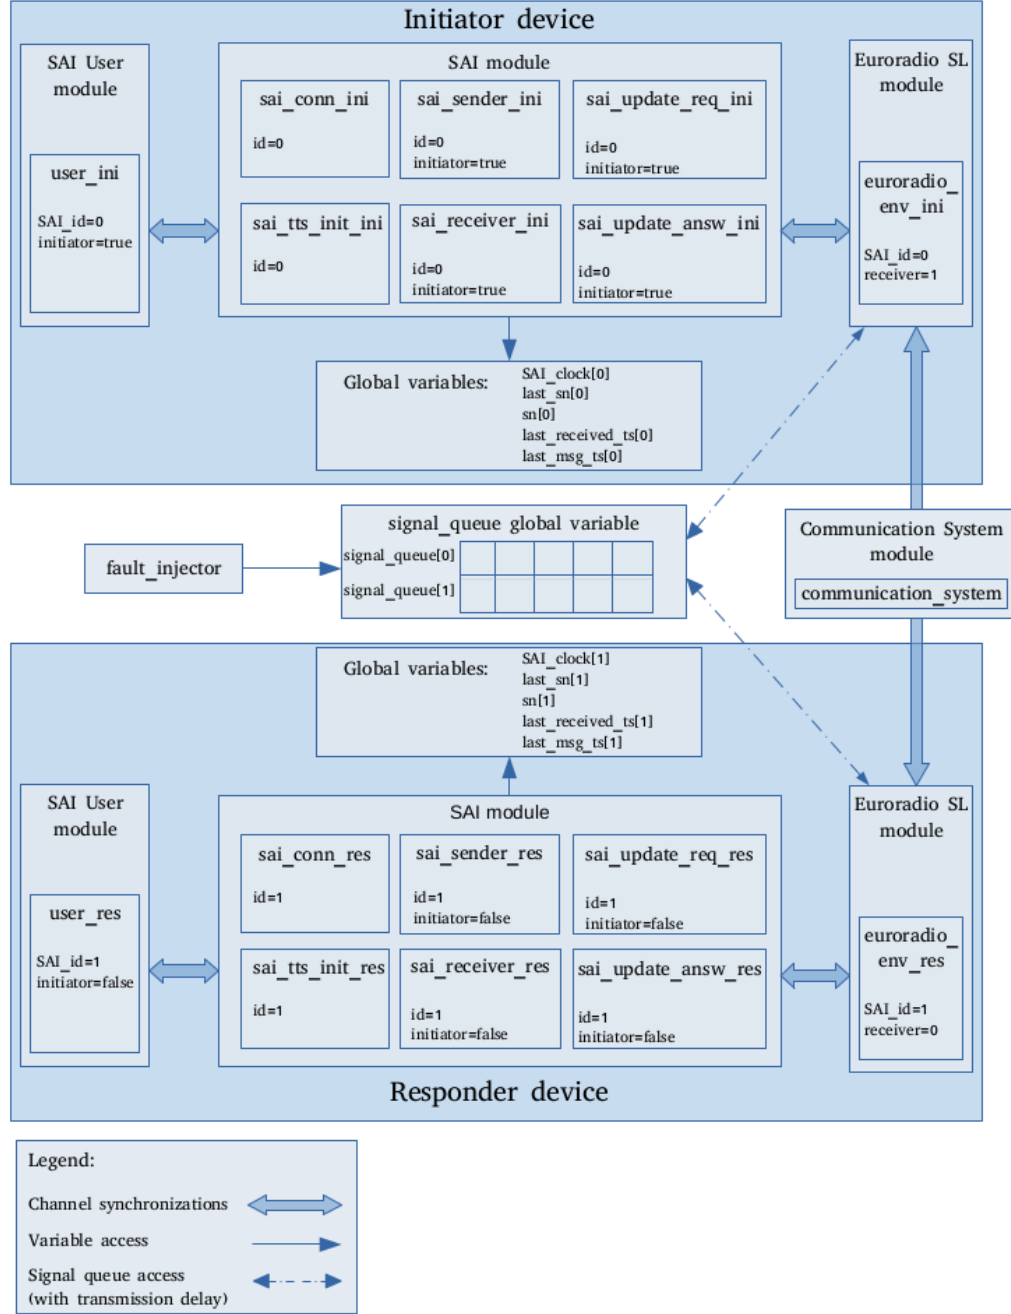 Initiator device
SAI User
module
user_ini
SAI_id=0
initiator=true
SAI module
sai_conn_ini
id=0
sai_sender_ini
id=0
initiator=true
sai_update_req_ini
id=0
initiator=true
sai_tts_init_ini
id=0
sai_receiver_ini
id=0
initiator=true
sai_update_answ_ini
id=0
initiator=true
Euroradio SL
module
euroradio_
env_ini
SAI_id=0
receiver=1
Global variables:
SAI_clock[0]
last_sn[0]
sn[0]
last_received_ts[0]
last_msg_ts[0]
fault_injector
signal_queue global variable
signal_queue[0]
signal_queue[1]
Communication System
module
communication_system
Global variables:
SAI_clock[1]
last_sn[1]
sn[1]
last_received_ts[1]
last_msg_ts[1]
SAI User
module
user_res
SAI_id=1
initiator=false
SAI module
sai_conn_res
id=1
sai_sender_res
id=1
initiator=false
sai_update_req_res
id=1
initiator=false
sai_tts_init_res
id=1
sai_receiver_res
id=1
initiator=false
sai_update_answ_res
id=1
initiator=false
Euroradio SL
module
euroradio_
env_res
SAI_id=1
receiver=0
Responder device
Legend:
Channel synchronizations
Variable access
Signal queue access
(with transmission delay)